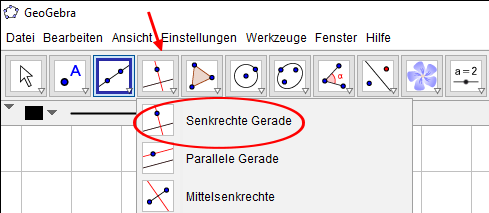 GeoGebra
Datei Bearbeiten Ansicht Einstellungen Werkzeuge Fenster Hilfe
A
α
a=2
Senkrechte Gerade
Parallele Gerade
Mittelsenkrechte